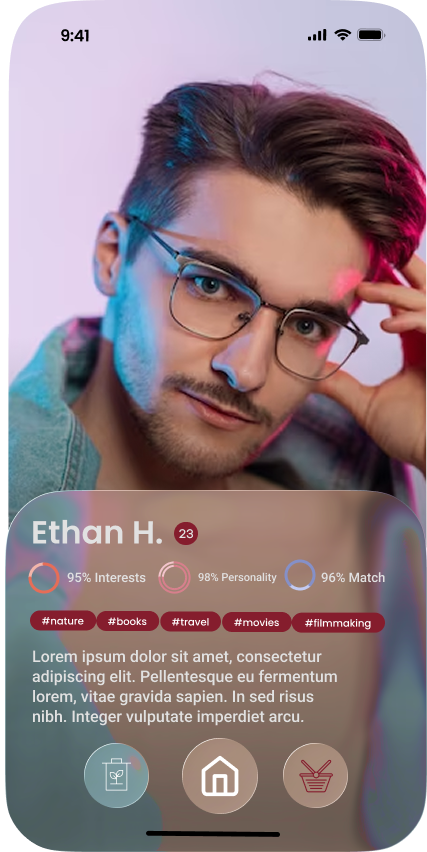 9:41
Ethan H. 23
95% Interests 98% Personality 96% Match
#nature #books #travel #movies #filmmaking
Lorem ipsum dolor sit amet, consectetur
adipiscing elit. Pellentesque eu fermentum
lorem, vitae gravida sapien. In sed risus
nibh. Integer vulputate imperdiet arcu.